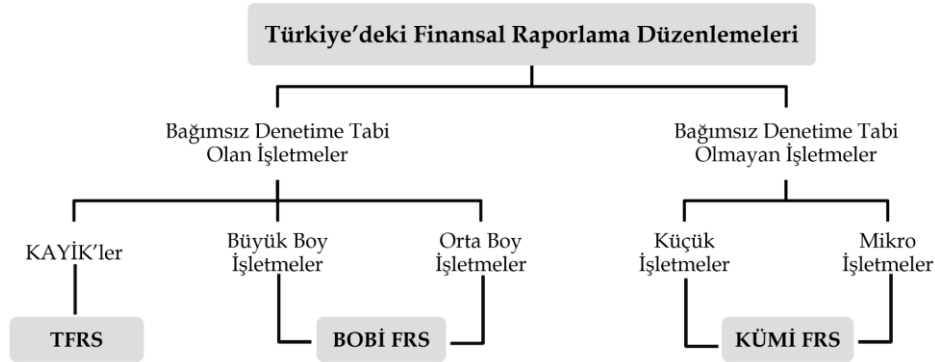 Türkiye’deki Finansal Raporlama Düzenlemeleri
Bağımsız Denetime Tabi
Olan İşletmeler
Bağımsız Denetime Tabi
Olmayan İşletmeler
KAYİK’ler
Büyük Boy
İşletmeler
Orta Boy
İşletmeler
Küçük
İşletmeler
Mikro
İşletmeler
TFRS
BOBİ FRS
KÜMİ FRS